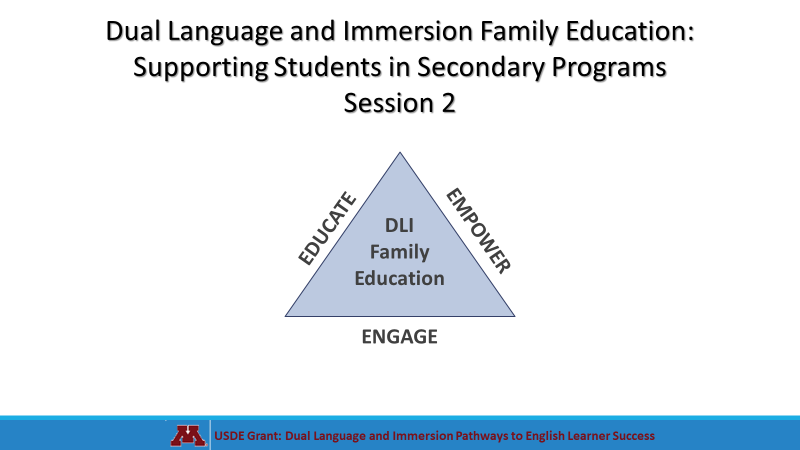 Dual Language and Immersion Family Education:
Supporting Students in Secondary Programs
Session 2
EDUCATE
EMPOWER
DLI
Family
Education
ENGAGE
M
USDE Grant: Dual Language and Immersion Pathways to English Learner Success